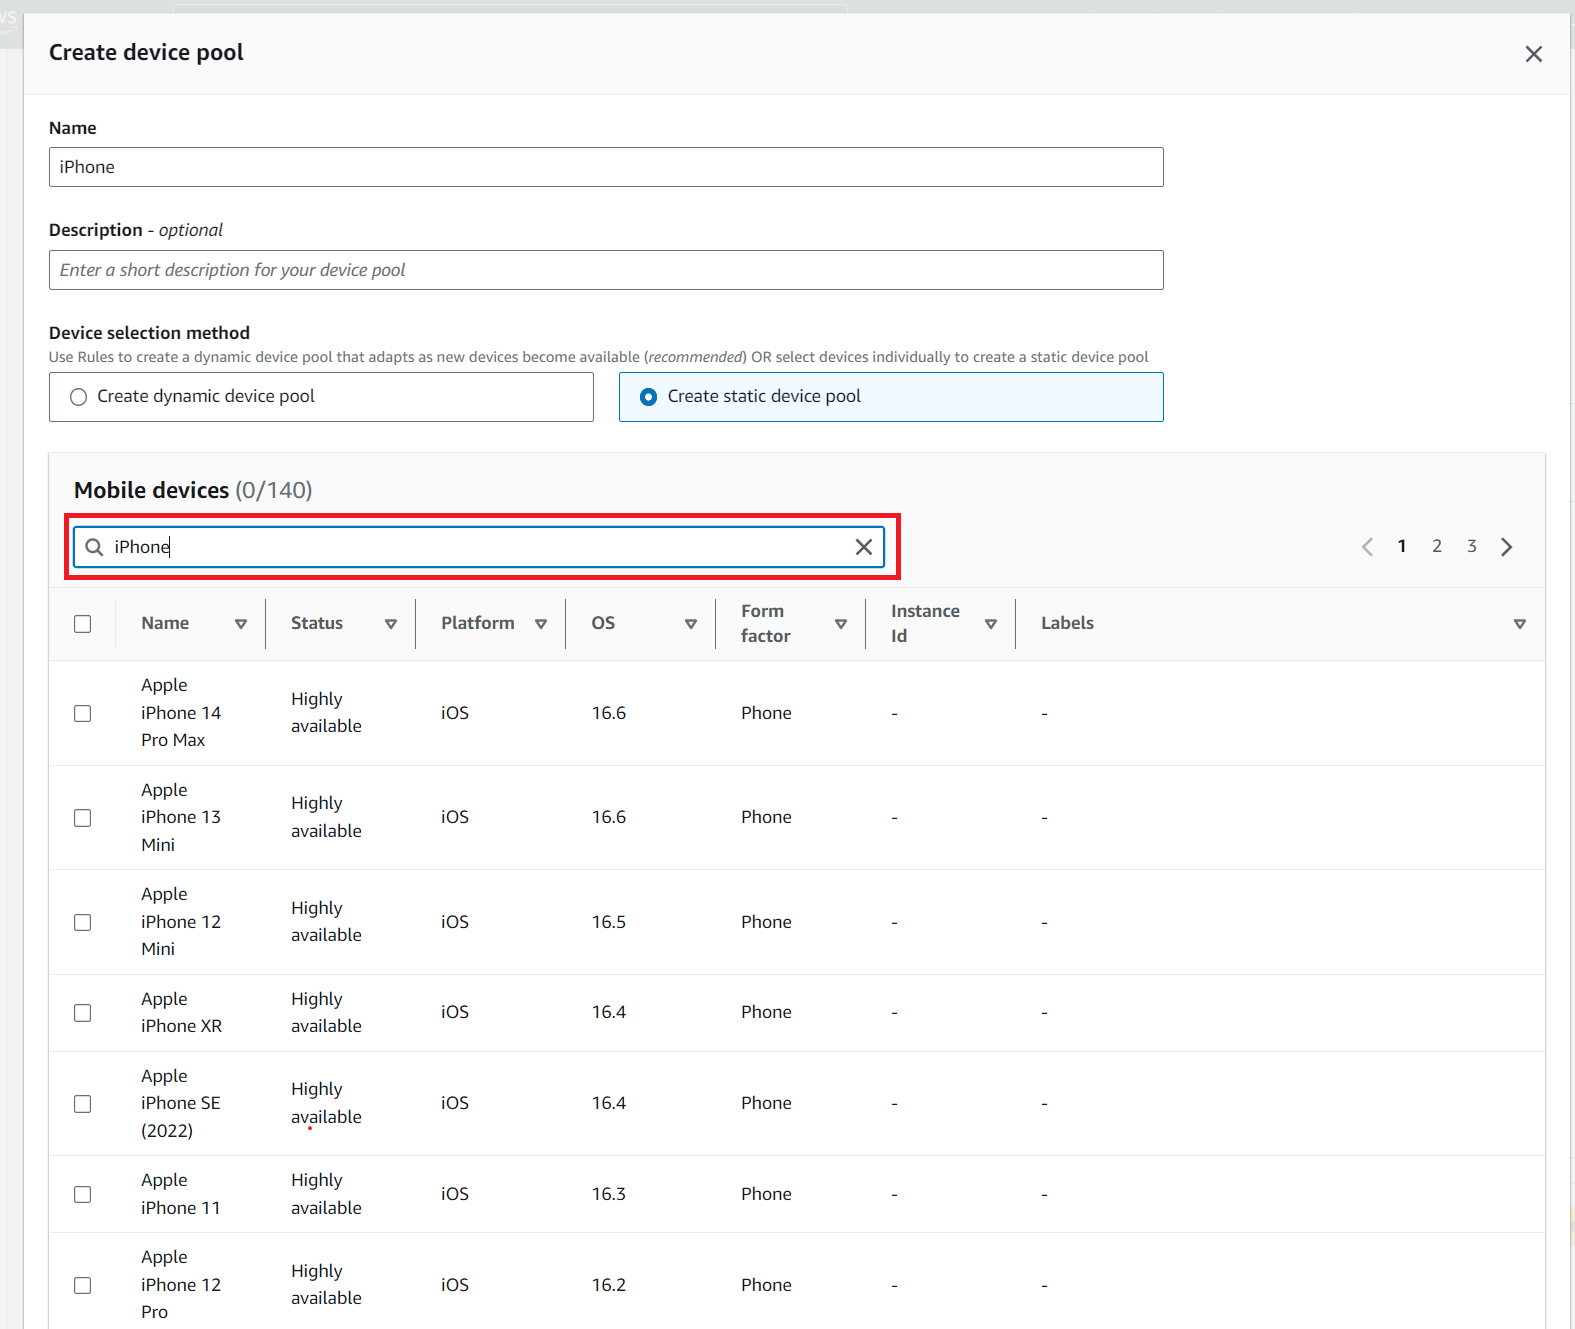 WS
Create device pool
Name
iPhone
Description - optional
Enter a short description for your device pool
Device selection method
Use Rules to create a dynamic device pool that adapts as new devices become available (recommended) OR select devices individually to create a static device pool
Create dynamic device pool
Create static device pool
Mobile devices (0/140)
iPhone
1 2 3
Name Status Platform OS Form factor Instance Id Labels
Apple
iPhone 14
Pro Max
Highly
available
iOS
16.6
Phone
-
-
Apple
iPhone 13
Mini
Highly
available
iOS
16.6
Phone
-
-
Apple
iPhone 12
Mini
Highly
available
iOS
16.5
Phone
-
-
Apple
iPhone XR
Highly
available
iOS
16.4
Phone
-
-
Apple
iPhone SE
(2022)
Highly
available
iOS
16.4
Phone
-
-
Apple
iPhone 11
Highly
available
iOS
16.3
Phone
-
-
Apple
iPhone 12
Pro
Highly
available
iOS
16.2
Phone
-
-